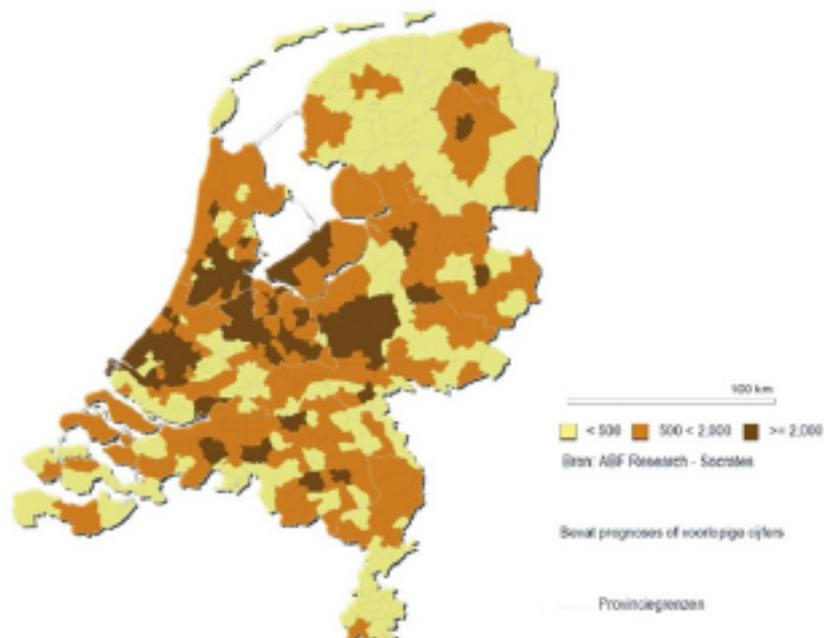 100 km
< 500 500 < 2.000 >= 2.000
Bron: ABF Research - Socrates
Bevat prognoses of voorlopige cijfers
Provinciegrenzen